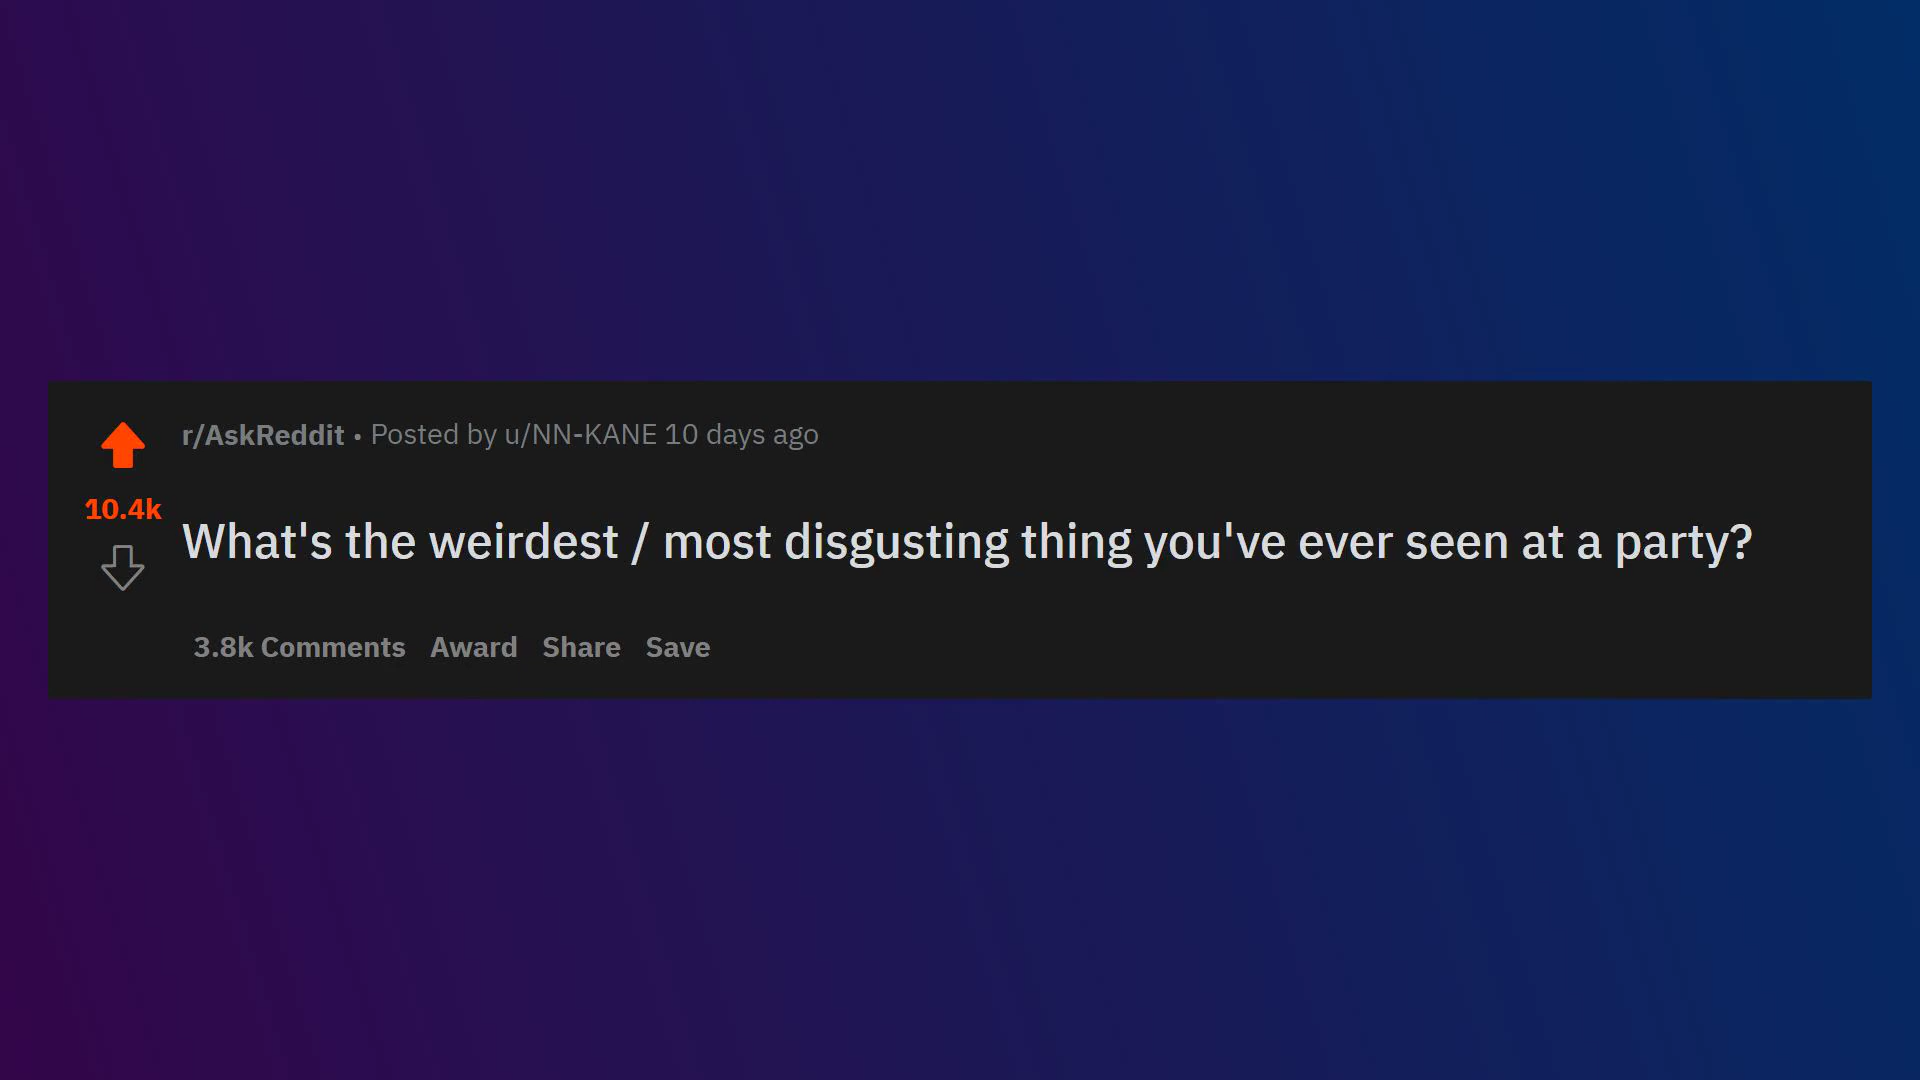 r/AskReddit • Posted by u/NN-KANE 10 days ago
10.4k
What's the weirdest / most disgusting thing you've ever seen at a party?
3.8k Comments Award Share Save